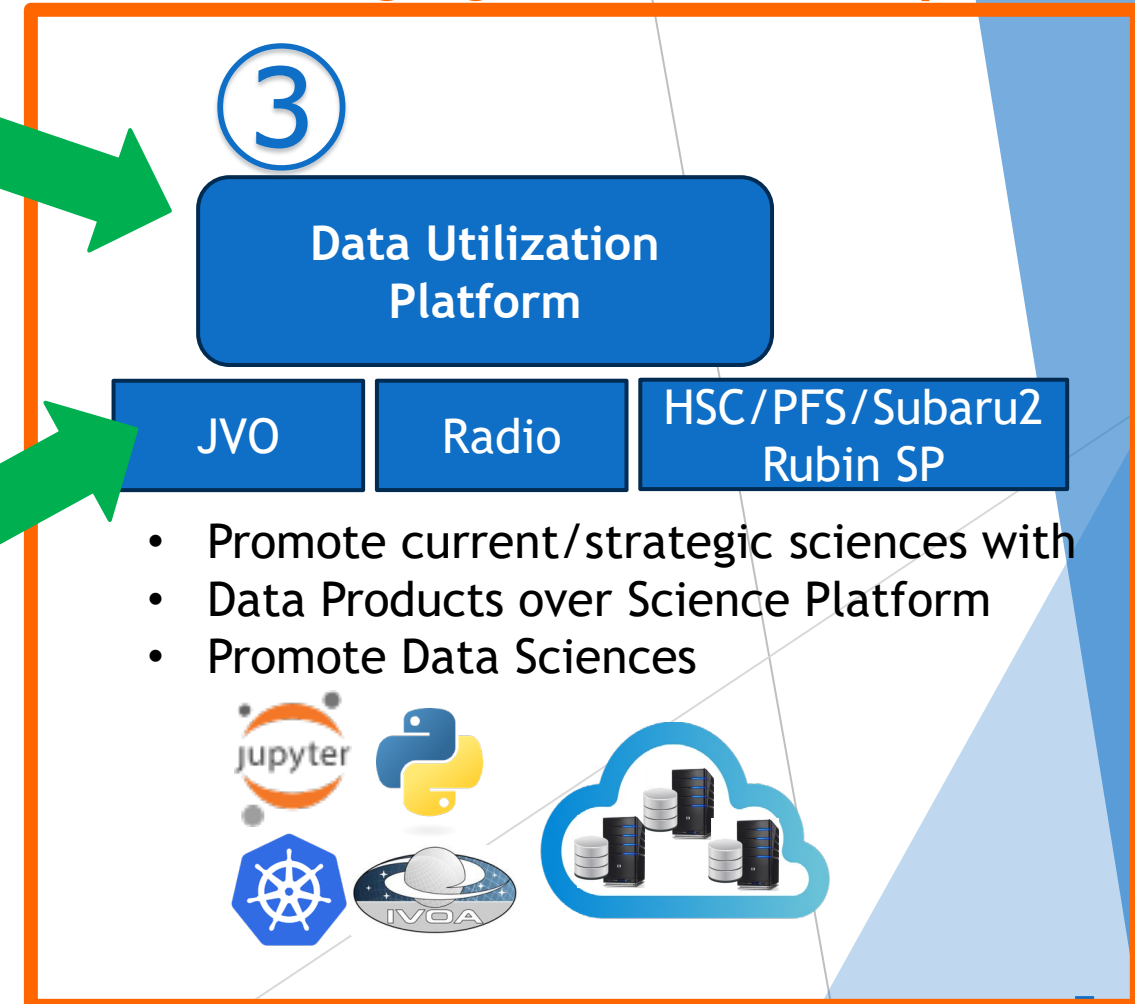 ③
Data Utilization
Platform
JVO
Radio
HSC/PFS/Subaru2
Rubin SP
• Promote current/strategic sciences with
• Data Products over Science Platform
• Promote Data Sciences
jupyter
IVOA